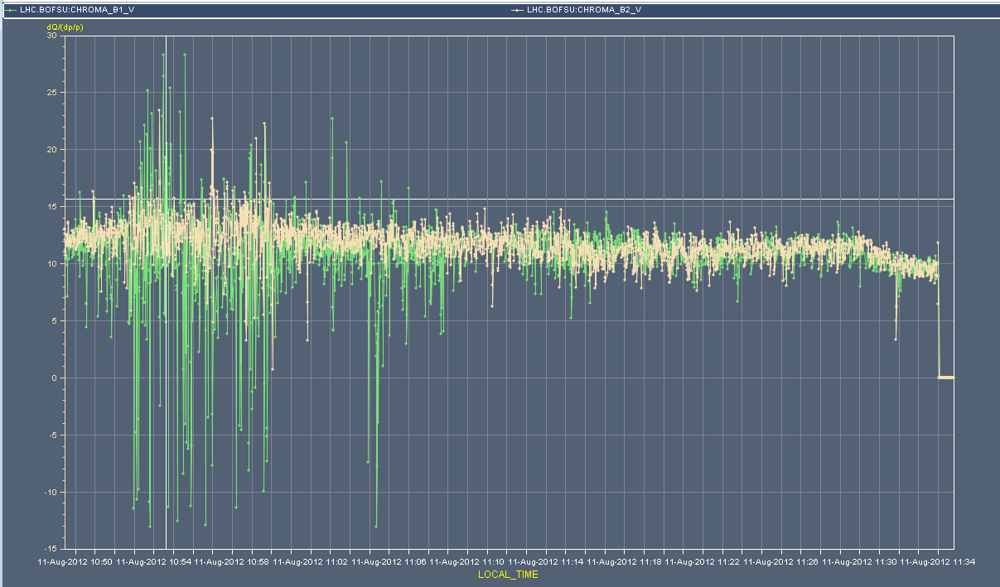 LHC.BOFSU:CHROMA_B1_V LHC.BOFSU:CHROMA_B2_V
dQ/(dp/p)
30
25
20
15
10
5
0
-5
-10
-15
11-Aug-2012 10:50 11-Aug-2012 10:54 11-Aug-2012 10:58 11-Aug-2012 11:02 11-Aug-2012 11:06 11-Aug-2012 11:10 11-Aug-2012 11:14 11-Aug-2012 11:18 11-Aug-2012 11:22 11-Aug-2012 11:26 11-Aug-2012 11:30 11-Aug-2012 11:34
LOCAL_TIME